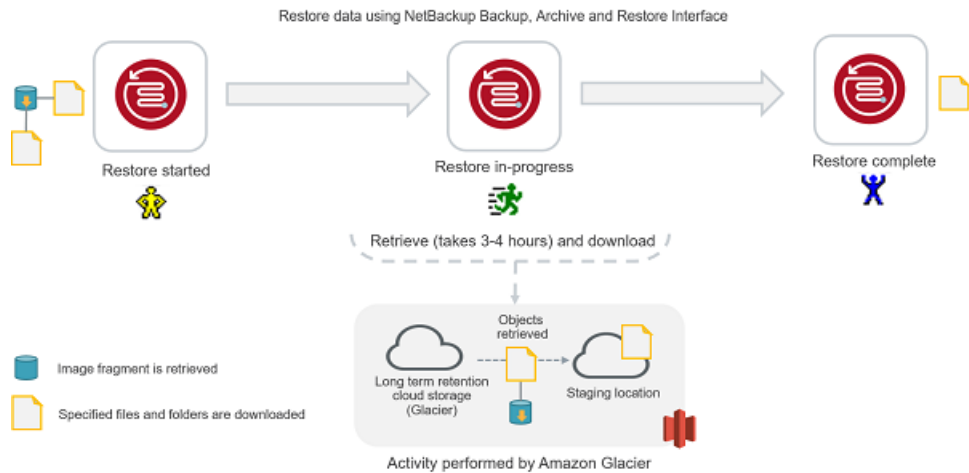 Restore data using NetBackup Backup, Archive and Restore Interface
Restore started
Restore in-progress
Restore complete
Retrieve (takes 3-4 hours) and download
Objects
retrieved
Long term retention
cloud storage
(Glacier)
Staging location
Image fragment is retrieved
Specified files and folders are downloaded
Activity performed by Amazon Glacier